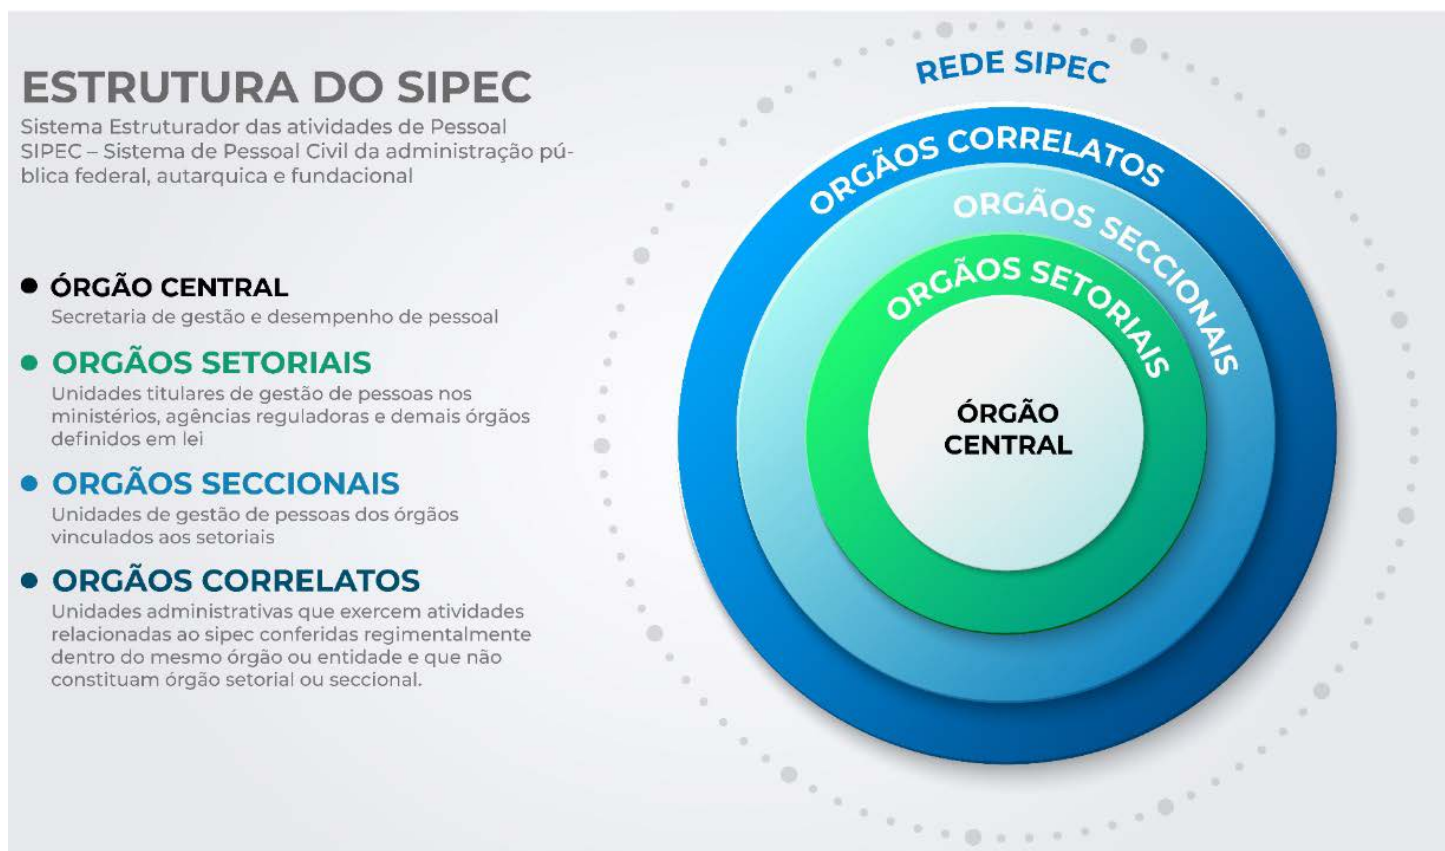 ESTRUTURA DO SIPEC
Sistema Estruturador das atividades de Pessoal
SIPEC – Sistema de Pessoal Civil da administração pú-
blica federal, autarquica e fundacional
ÓRGÃO CENTRAL
Secretaria de gestão e desempenho de pessoal
ORGÃOS SETORIAIS
Unidades titulares de gestão de pessoas nos
ministérios, agências reguladoras e demais órgãos
definidos em lei
ORGÃOS SECCIONAIS
Unidades de gestão de pessoas dos órgãos
vinculados aos setoriais
ORGÃOS CORRELATOS
Unidades administrativas que exercem atividades
relacionadas ao sipec conferidas regimentalmente
dentro do mesmo órgão ou entidade e que não
constituam órgão setorial ou seccional.
REDE SIPEC
ORGÃOS CORRELATOS
ORGÃOS SECCIONAIS
ORGÃOS SETORIAIS
ÓRGÃO
CENTRAL